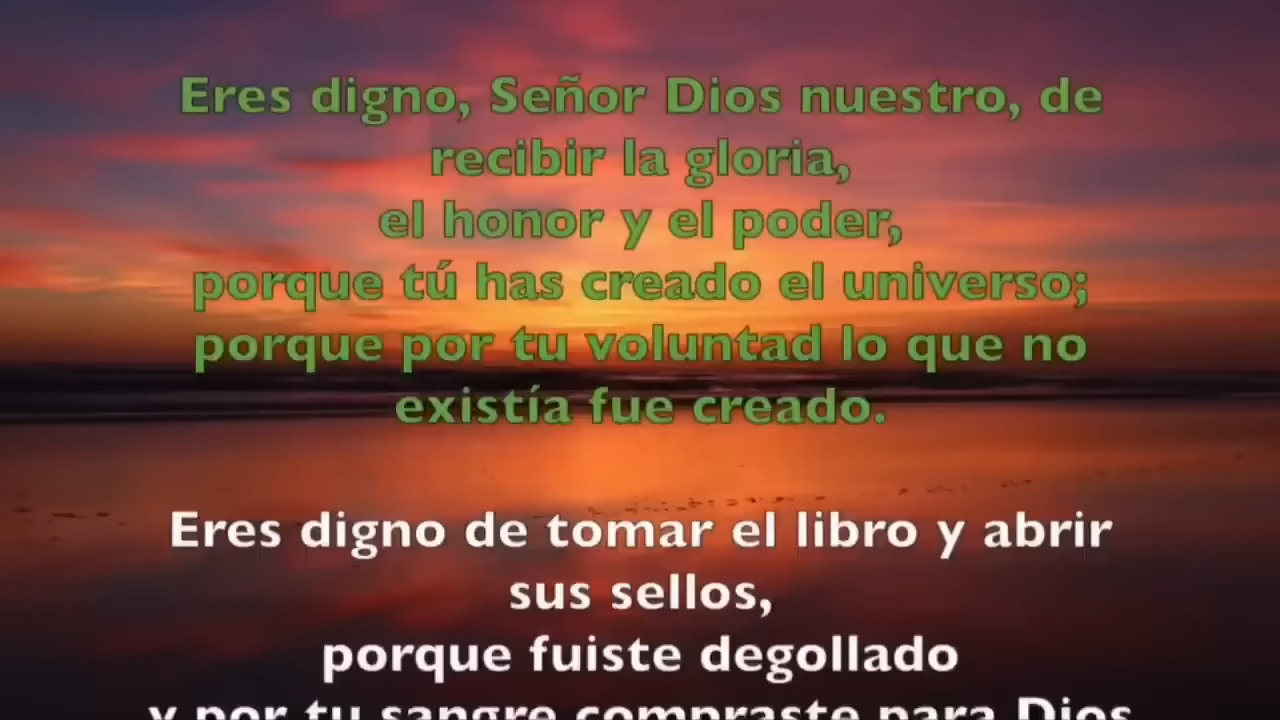 Eres digno, Señor Dios nuestro, de
recibir la gloria,
el honor y el poder,
porque tú has creado el universo;
porque por tu voluntad lo que no
existía fue creado.
Eres digno de tomar el libro y abrir
sus sellos,
porque fuiste degollado
y por tu sangre compraste para Dios